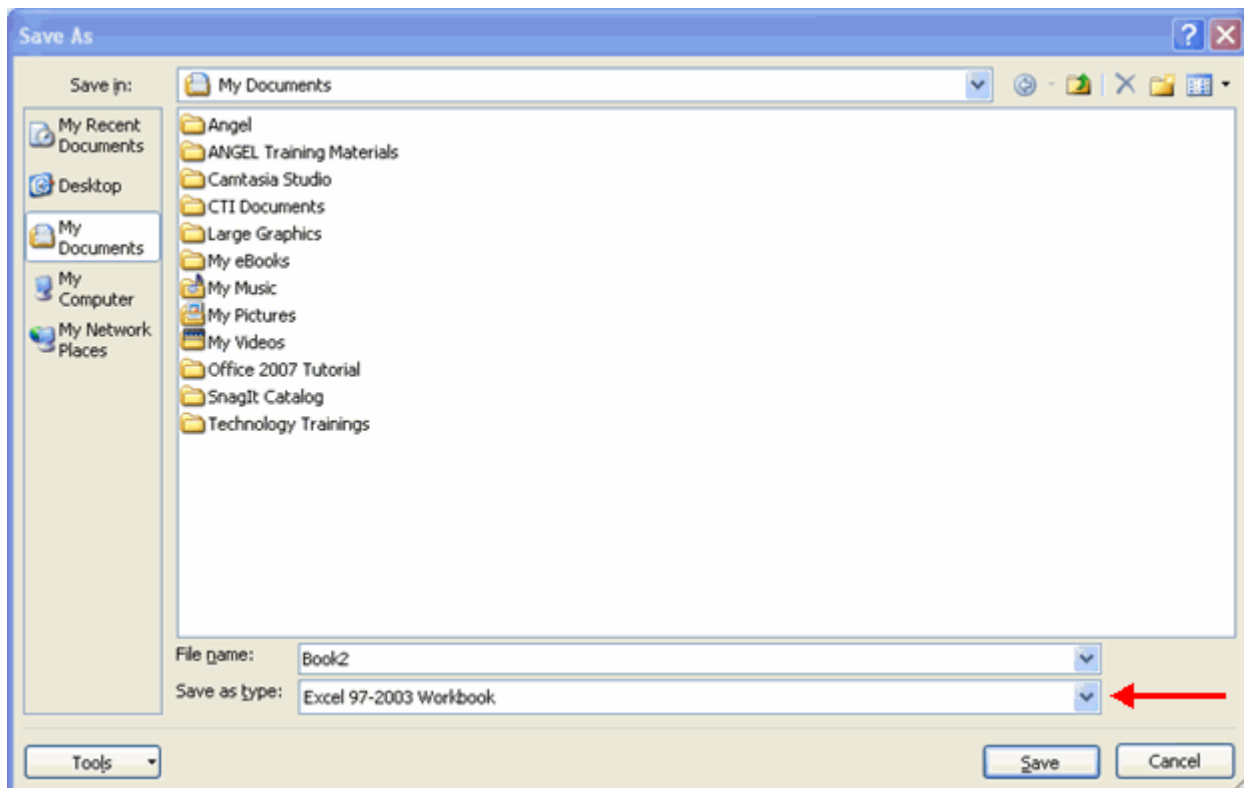 Save As
Save in:
My Documents
My Recent
Documents
Desktop
My
Documents
My
Computer
My Network
Places
Angel
ANGEL Training Materials
Camtasia Studio
CTI Documents
Large Graphics
My eBooks
My Music
My Pictures
My Videos
Office 2007 Tutorial
SnagIt Catalog
Technology Trainings
File name:
Book2
Save as type:
Excel 97-2003 Workbook
Tools
Save
Cancel